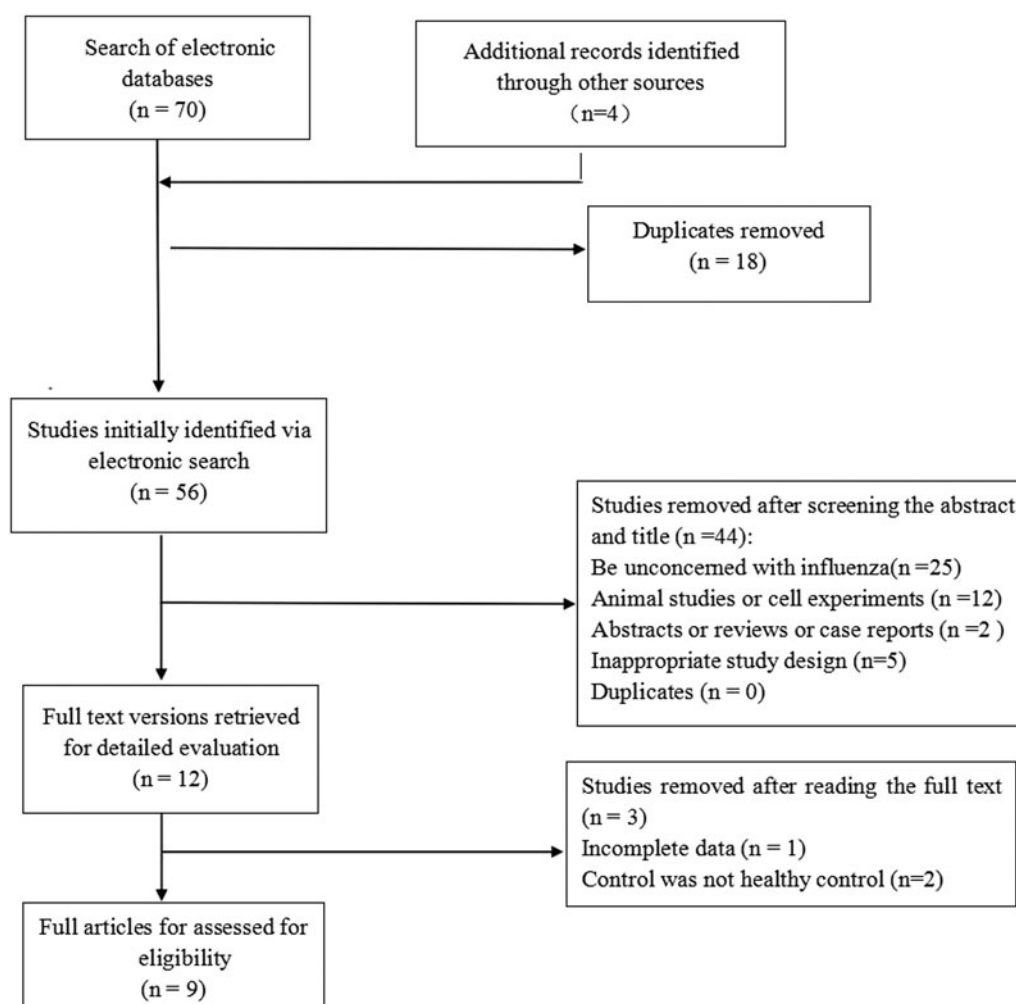 Search of electronic
databases
(n = 70)
Additional records identified
through other sources
(n=4)
Duplicates removed
(n = 18)
Studies initially identified via
electronic search
(n = 56)
Studies removed after screening the abstract
and title (n =44):
Be unconcerned with influenza(n =25)
Animal studies or cell experiments (n =12)
Abstracts or reviews or case reports (n =2 )
Inappropriate study design (n=5)
Duplicates (n = 0)
Full text versions retrieved
for detailed evaluation
(n = 12)
Studies removed after reading the full text
(n = 3)
Incomplete data (n = 1)
Control was not healthy control (n=2)
Full articles for assessed for
eligibility
(n = 9)